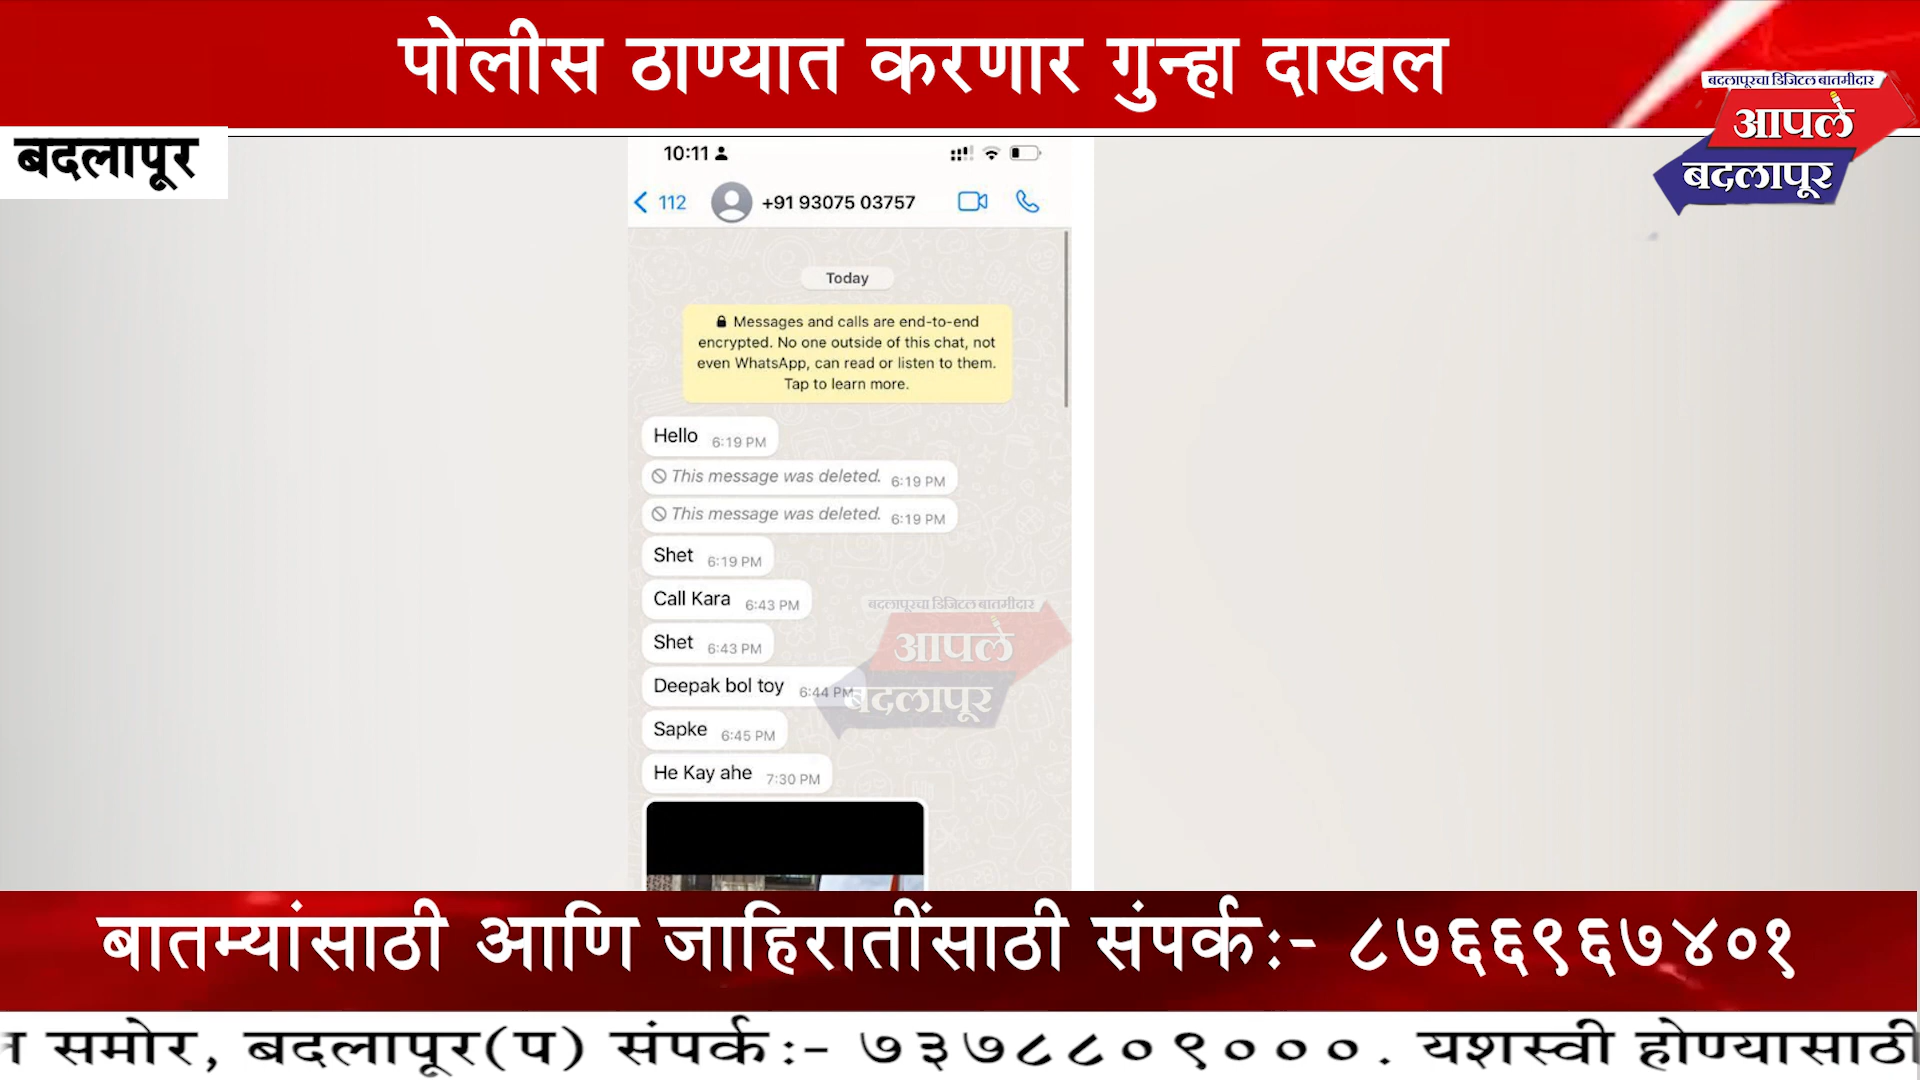 पोलीस ठाण्यात करणार गुन्हा दाखल
बदलापूरचा डिजिटल बातमीदार
आपले
बदलापूर
बदलापूर
10:11
112
+91 93075 03757
Today
Messages and calls are end-to-end
encrypted. No one outside of this chat, not
even WhatsApp, can read or listen to them.
Tap to learn more.
Hello 6:19 PM
This message was deleted. 6:19 PM
This message was deleted. 6:19 PM
Shet 6:19 PM
Call Kara 6:43 PM
Shet 6:43 PM
Deepak bol toy 6:44 PM
Sapke 6:45 PM
He Kay ahe 7:30 PM
बदलापूरचा डिजिटल बातमीदार
आपले
बदलापूर
बातम्यांसाठी आणि जाहिरातींसाठी संपर्क:- ८७६६९६७४०१
समोर, बदलापूर(प) संपर्क:- ७३७८८०९०००. यशस्वी होण्यासाठी